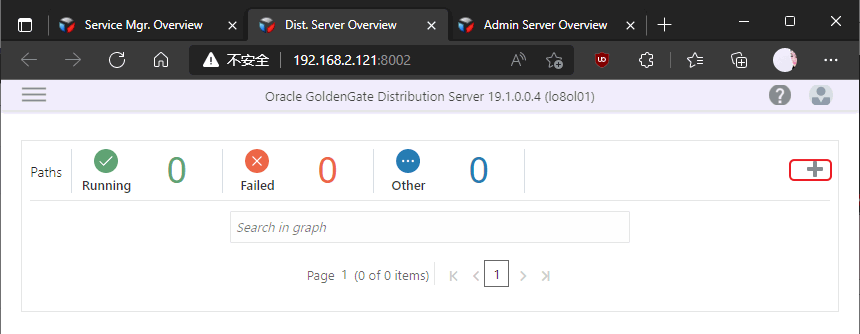 Service Mgr. Overview
Dist. Server Overview
Admin Server Overview
不安全
192.168.2.121:8002
Oracle GoldenGate Distribution Server 19.1.0.0.4 (lo8ol01)
Paths
Running
0
Failed
0
Other
0
Search in graph
Page 1 (0 of 0 items)
1